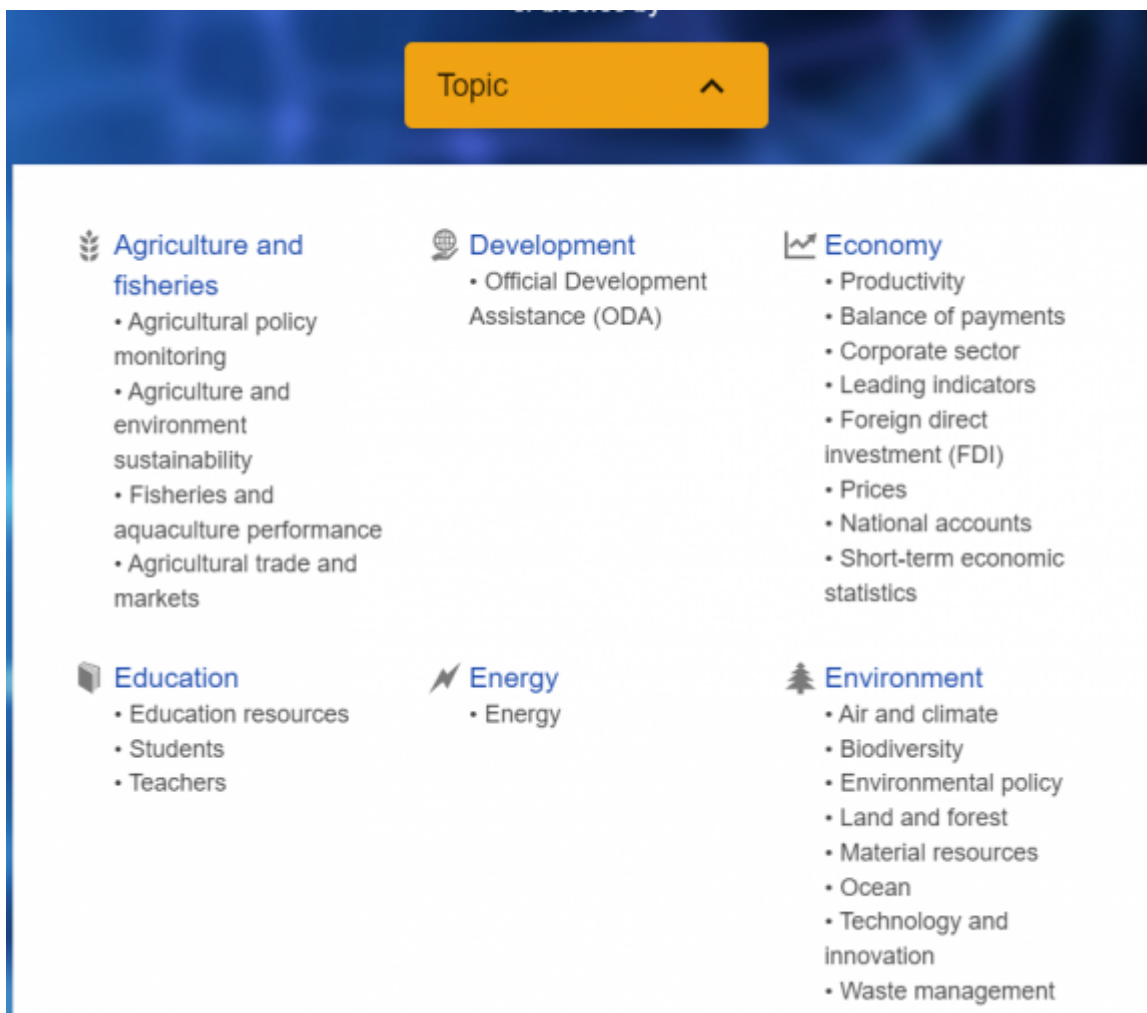 Topic
Agriculture and
fisheries
• Agricultural policy
monitoring
• Agriculture and
environment
sustainability
• Fisheries and
aquaculture performance
• Agricultural trade and
markets
Development
• Official Development
Assistance (ODA)
Economy
• Productivity
• Balance of payments
• Corporate sector
• Leading indicators
• Foreign direct
investment (FDI)
• Prices
• National accounts
• Short-term economic
statistics
Education
• Education resources
• Students
• Teachers
Energy
• Energy
Environment
• Air and climate
• Biodiversity
• Environmental policy
• Land and forest
• Material resources
• Ocean
• Technology and
innovation
• Waste management